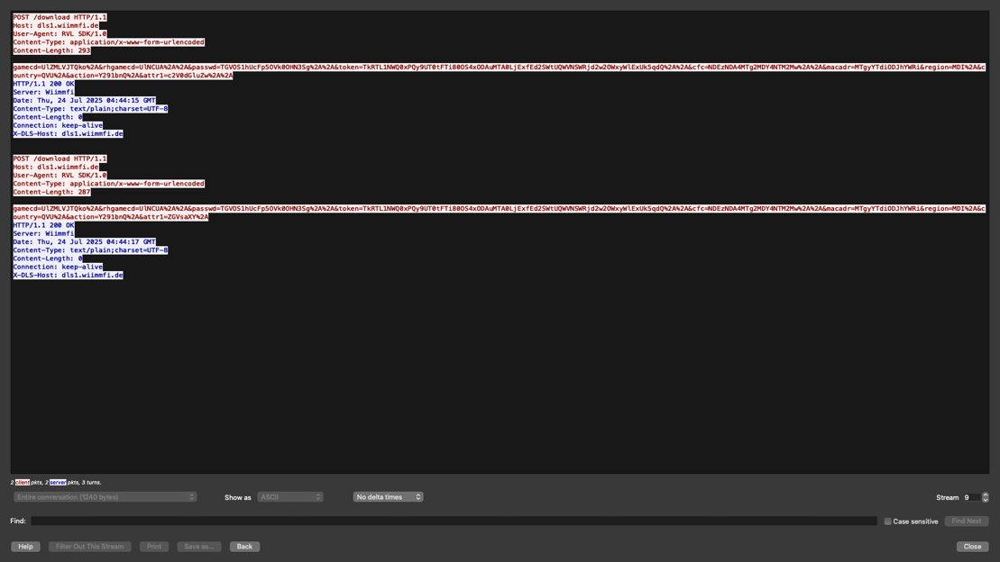 POST /download HTTP/1.1
Host: dls1.wiimmfi.de
User-Agent: RVL SDK/1.0
Content-Type: application/x-www-form-urlencoded
Content-Length: 293
gamecd=UlZMLVJTQko%2A&rhgamecd=UlNCUA%2A%2A&passwd=TGVOS1hUcFp5OVk0OHN3Sg%2A%2A&token=TkRTL1NWQ0xPQy9UT0tFTi80OS4xODAuMTA0LjExfEd2SWtUQWVNSWRjd2w2OWxyWlExUk5qdQ%2A%2A&cfc=NDEzNDA4MTg2MDY4NTM2Mw%2A%2A&macadr=MTgyYTdiODJhYWRi&region=MDI%2A&c
ountry=QVU%2A&action=Y291bnQ%2A&attr1=c2V0dGluZw%2A%2A
HTTP/1.1 200 OK
Server: Wiimmfi
Date: Thu, 24 Jul 2025 04:44:15 GMT
Content-Type: text/plain;charset=UTF-8
Content-Length: 0
Connection: keep-alive
X-DLS-Host: dls1.wiimmfi.de
POST /download HTTP/1.1
Host: dls1.wiimmfi.de
User-Agent: RVL SDK/1.0
Content-Type: application/x-www-form-urlencoded
Content-Length: 287
gamecd=UlZMLVJTQko%2A&rhgamecd=UlNCUA%2A%2A&passwd=TGVOS1hUcFp5OVk0OHN3Sg%2A%2A&token=TkRTL1NWQ0xPQy9UT0tFTi80OS4xODAuMTA0LjExfEd2SWtUQWVNSWRjd2w2OWxyWlExUk5qdQ%2A%2A&cfc=NDEzNDA4MTg2MDY4NTM2Mw%2A%2A&macadr=MTgyYTdiODJhYWRi&region=MDI%2A&c
ountry=QVU%2A&action=Y291bnQ%2A&attr1=ZGVsaXY%2A
HTTP/1.1 200 OK
Server: Wiimmfi
Date: Thu, 24 Jul 2025 04:44:17 GMT
Content-Type: text/plain;charset=UTF-8
Content-Length: 0
Connection: keep-alive
X-DLS-Host: dls1.wiimmfi.de
2 client pkts, 2 server pkts, 3 turns.
Entire conversation (1240 bytes) Show as ASCII No delta times Stream 9
Find: Case sensitive Find Next
Help Filter Out This Stream Print Save as... Back Close